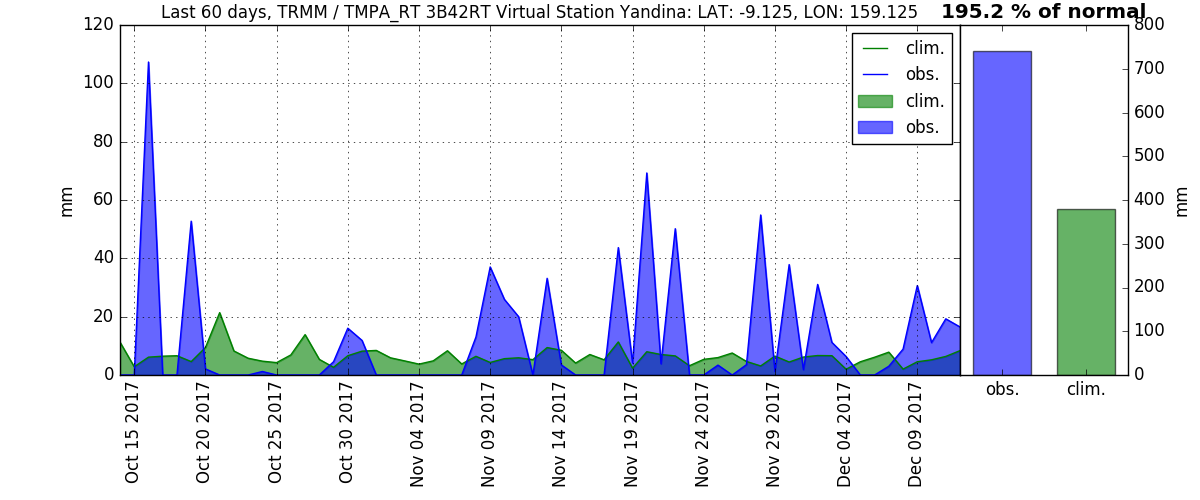 Last 60 days, TRMM / TMPA_RT 3B42RT Virtual Station Yandina: LAT: -9.125, LON: 159.125
195.2 % of normal
mm
120
100
80
60
40
20
0
clim.
obs.
clim.
obs.
Oct 15 2017
Oct 20 2017
Oct 25 2017
Oct 30 2017
Nov 04 2017
Nov 09 2017
Nov 14 2017
Nov 19 2017
Nov 24 2017
Nov 29 2017
Dec 04 2017
Dec 09 2017
800
700
600
500
400
300
200
100
0
mm
obs.
clim.